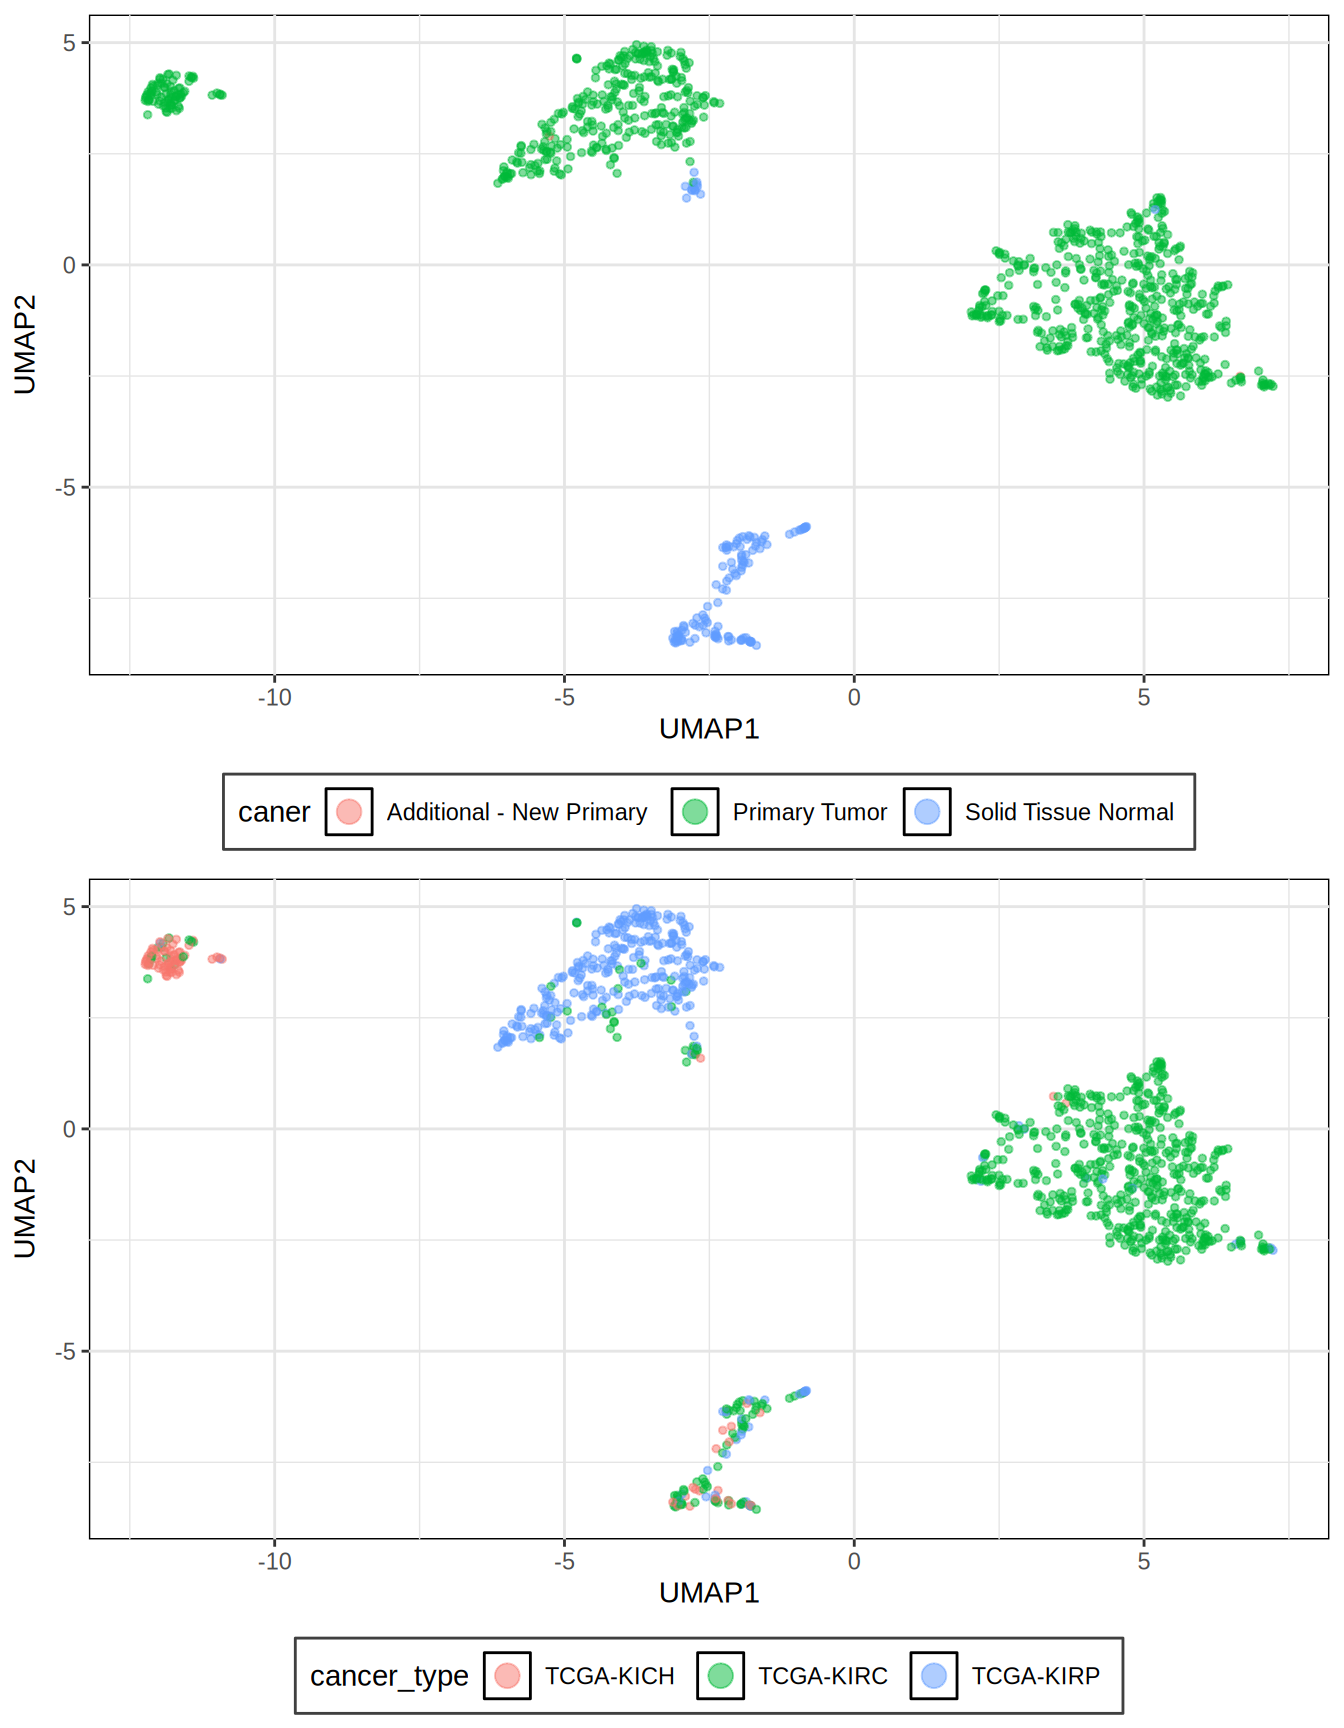 5
0
-5
UMAP2
-10 -5 0 5
UMAP1
caner Additional - New Primary Primary Tumor Solid Tissue Normal
5
0
-5
UMAP2
-10 -5 0 5
UMAP1
cancer_type TCGA-KICH TCGA-KIRC TCGA-KIRP